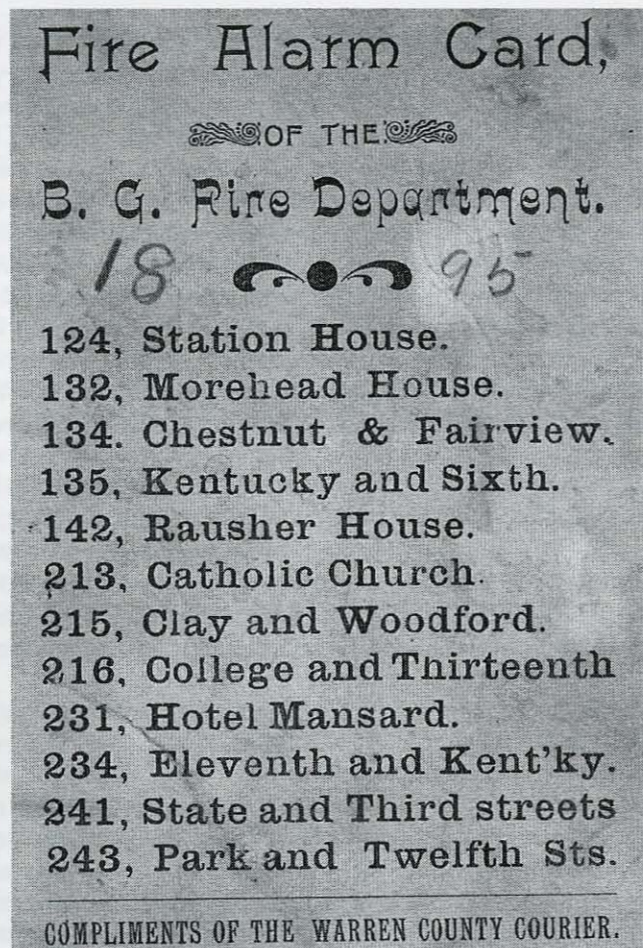 Fire Alarm Card,
OF THE
B. G. Fire Department.
18 95
124, Station House.
132, Morehead House.
134. Chestnut & Fairview.
135, Kentucky and Sixth.
142, Rausher House.
213, Catholic Church.
215, Clay and Woodford.
216, College and Thirteenth
231, Hotel Mansard.
234, Eleventh and Kent'ky.
241, State and Third streets
243, Park and Twelfth Sts.
COMPLIMENTS OF THE WARREN COUNTY COURIER.